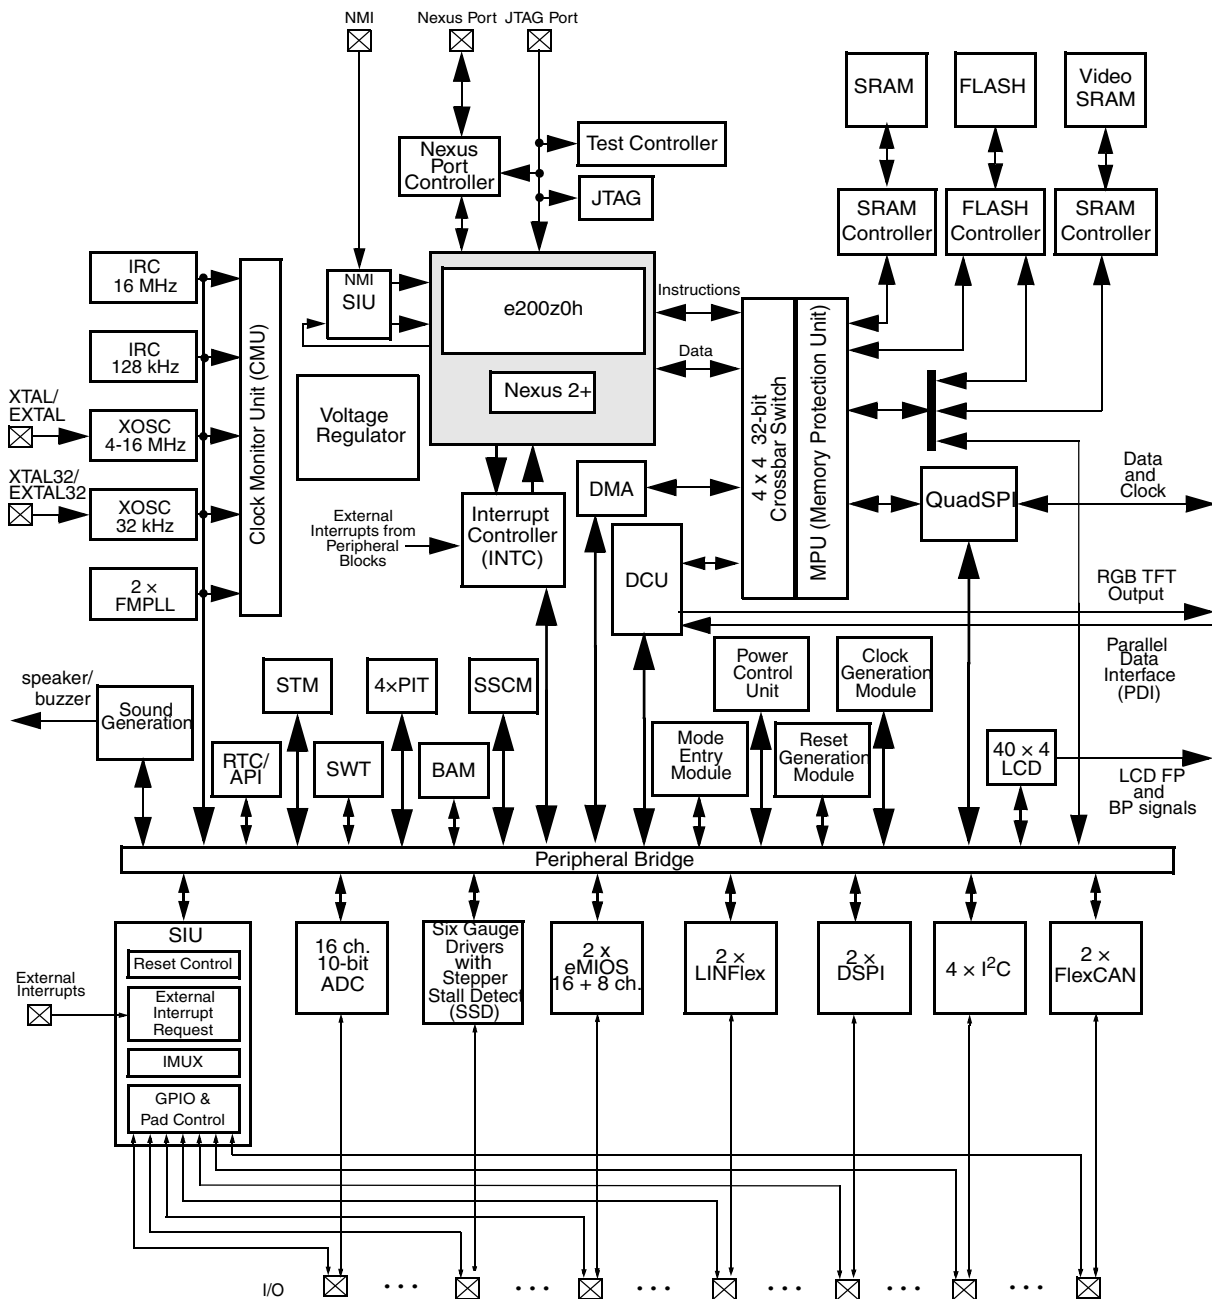 NMI
Nexus Port
JTAG Port
SRAM
FLASH
Video
SRAM
Nexus
Port
Controller
Test Controller
JTAG
SRAM
Controller
FLASH
Controller
SRAM
Controller
IRC
16 MHz
IRC
128 kHz
XTAL/
EXTAL
XOSC
4-16 MHz
XTAL32/
EXTAL32
XOSC
32 kHz
2 ×
FMPLL
Clock Monitor Unit (CMU)
NMI
SIU
e200z0h
Nexus 2+
Instructions
Data
Voltage
Regulator
4 x 4 32-bit
Crossbar Switch
MPU (Memory Protection Unit)
External
Interrupts from
Peripheral
Blocks
Interrupt
Controller
(INTC)
DMA
DCU
QuadSPI
Data
and
Clock
RGB TFT
Output
Parallel
Data
Interface
(PDI)
speaker/
buzzer
Sound
Generation
RTC/
API
STM
SWT
4×PIT
BAM
SSCM
Mode
Entry
Module
Power
Control
Unit
Reset
Generation
Module
Clock
Generation
Module
40 × 4
LCD
LCD FP
and
BP signals
Peripheral Bridge
SIU
Reset Control
External
Interrupt
Request
IMUX
GPIO &
Pad Control
External
Interrupts
16 ch.
10-bit
ADC
Six Gauge
Drivers
with
Stepper
Stall Detect
(SSD)
2 x
eMIOS
16 + 8 ch.
2 ×
LINFlex
2 ×
DSPI
4 × I²C
2 ×
FlexCAN
I/O
... ... ... ... ... ...